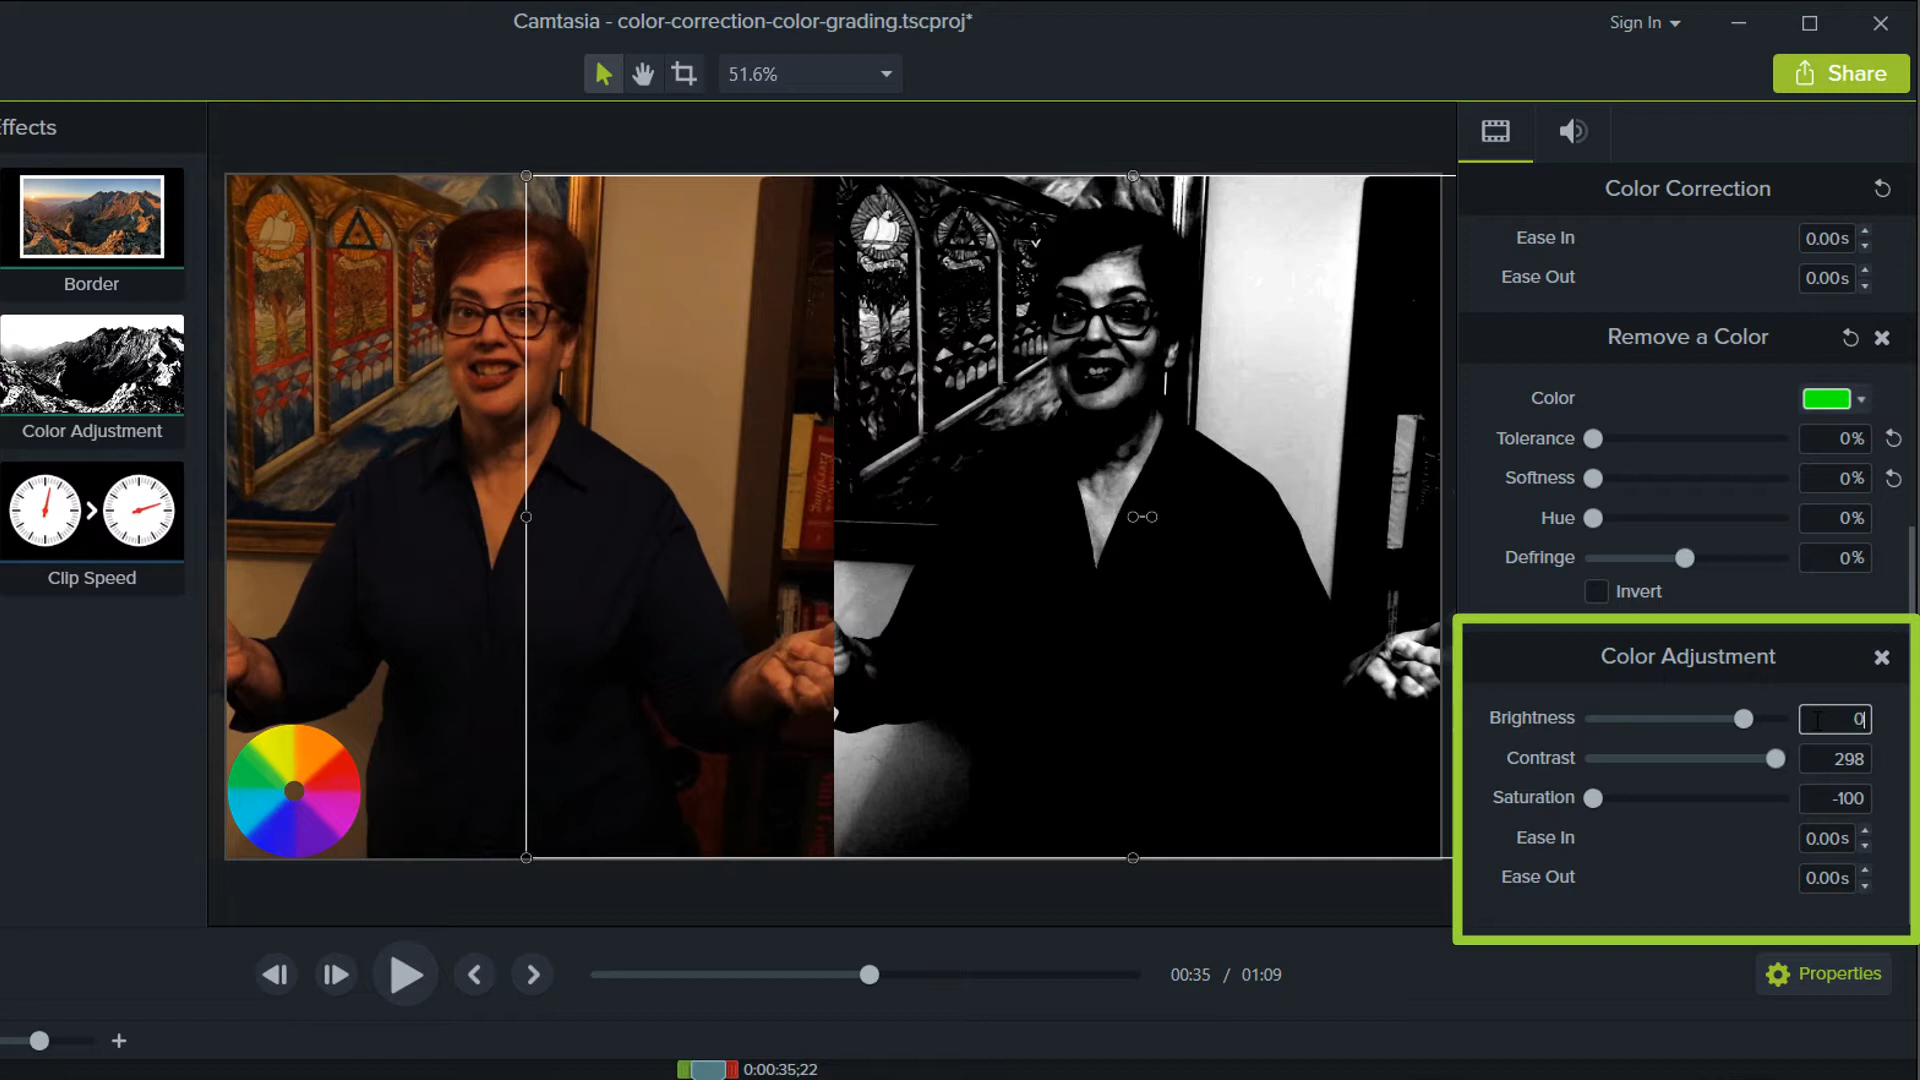 Camtasia - color-correction-color-grading.tscproj*
Sign In
51.6%
Share
ffects
Border
Color Adjustment
Clip Speed
Color Correction
Ease In 0.00s
Ease Out 0.00s
Remove a Color
Color
Tolerance 0%
Softness 0%
Hue 0%
Defringe 0%
Invert
Color Adjustment
Brightness 0
Contrast 298
Saturation -100
Ease In 0.00s
Ease Out 0.00s
Everything
00:35 / 01:09
Properties
0:00:35;22